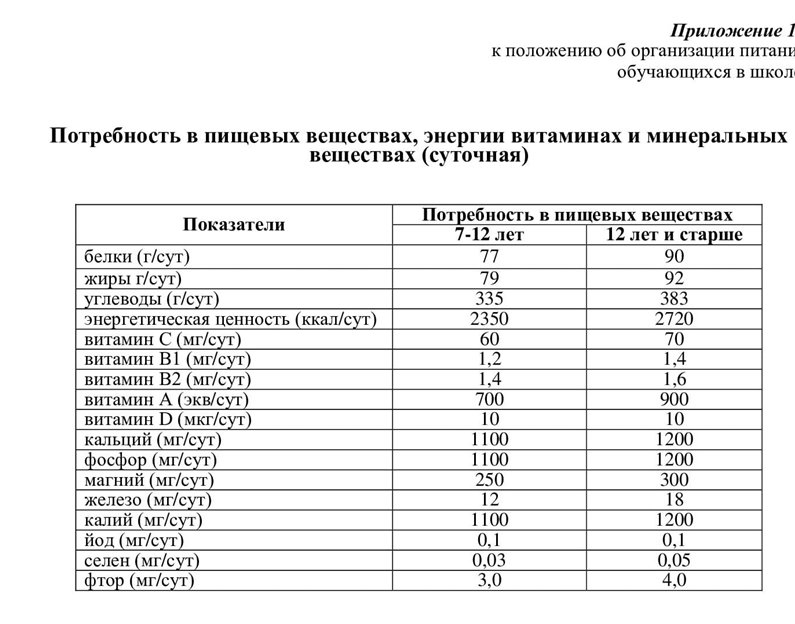 Приложение 1
к положению об организации питани
обучающихся в школ
Потребность в пищевых веществах, энергии витаминах и минеральных
веществах (суточная)
Показатели Потребность в пищевых веществах
7-12 лет 12 лет и старше
белки (г/сут) 77 90
жиры г/сут) 79 92
углеводы (г/сут) 335 383
энергетическая ценность (ккал/сут) 2350 2720
витамин С (мг/сут) 60 70
витамин В1 (мг/сут) 1,2 1,4
витамин В2 (мг/сут) 1,4 1,6
витамин А (экв/сут) 700 900
витамин D (мкг/сут) 10 10
кальций (мг/сут) 1100 1200
фосфор (мг/сут) 1100 1200
магний (мг/сут) 250 300
железо (мг/сут) 12 18
калий (мг/сут) 1100 1200
йод (мг/сут) 0,1 0,1
селен (мг/сут) 0,03 0,05
фтор (мг/сут) 3,0 4,0